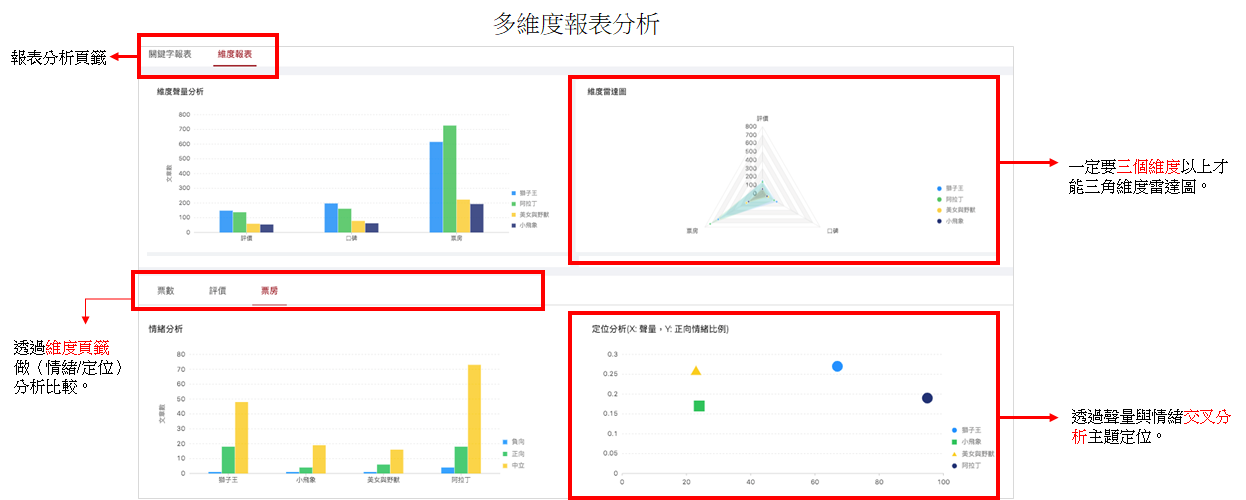 多維度報表分析
報表分析頁籤
關鍵字報表
維度報表
維度聲量分析
800
700
600
500
400
300
200
100
0
文章數
評價
口碑
票房
獅子王
阿拉丁
美女與野獸
小飛象
維度雷達圖
評價
800
700
600
500
400
300
200
100
0
票房
口碑
獅子王
阿拉丁
美女與野獸
小飛象
一定要三個維度以上才
能三角維度雷達圖。
票數
評價
票房
透過維度頁籤
做（情緒/定位）
分析比較。
情緒分析
80
70
60
50
40
30
20
10
0
文章數
獅子王
小飛象
美女與野獸
阿拉丁
負向
正向
中立
定位分析(X: 聲量，Y: 正向情緒比例)
0.3
0.25
0.2
0.15
0.1
0.05
0
0
20
40
60
80
100
獅子王
小飛象
美女與野獸
阿拉丁
透過聲量與情緒交叉分
析主題定位。